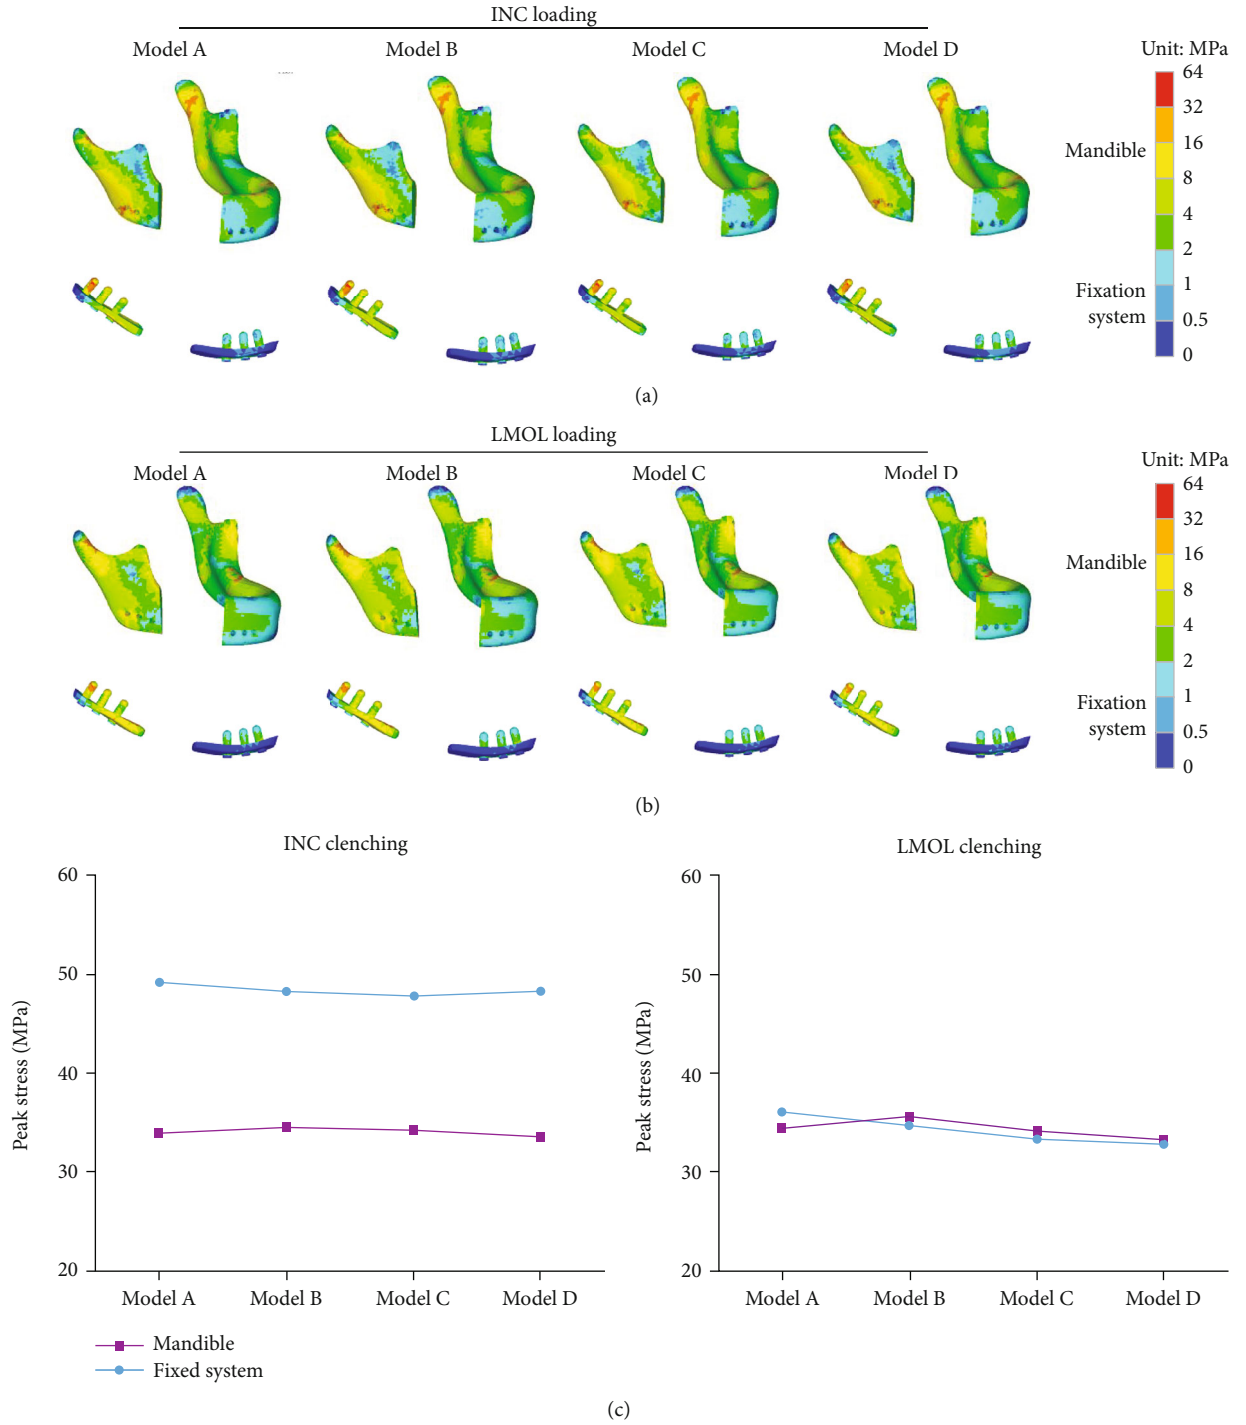 INC loading
Model A Model B Model C Model D
Unit: MPa
64
32
16
8
4
2
1
0.5
0
Mandible
Fixation
system
(a)
LMOL loading
Model A Model B Model C Model D
Unit: MPa
64
32
16
8
4
2
1
0.5
0
Mandible
Fixation
system
(b)
INC clenching
Peak stress (MPa)
60
50
40
30
20
Model A Model B Model C Model D
LMOL clenching
Peak stress (MPa)
60
50
40
30
20
Model A Model B Model C Model D
Mandible
Fixed system
(c)